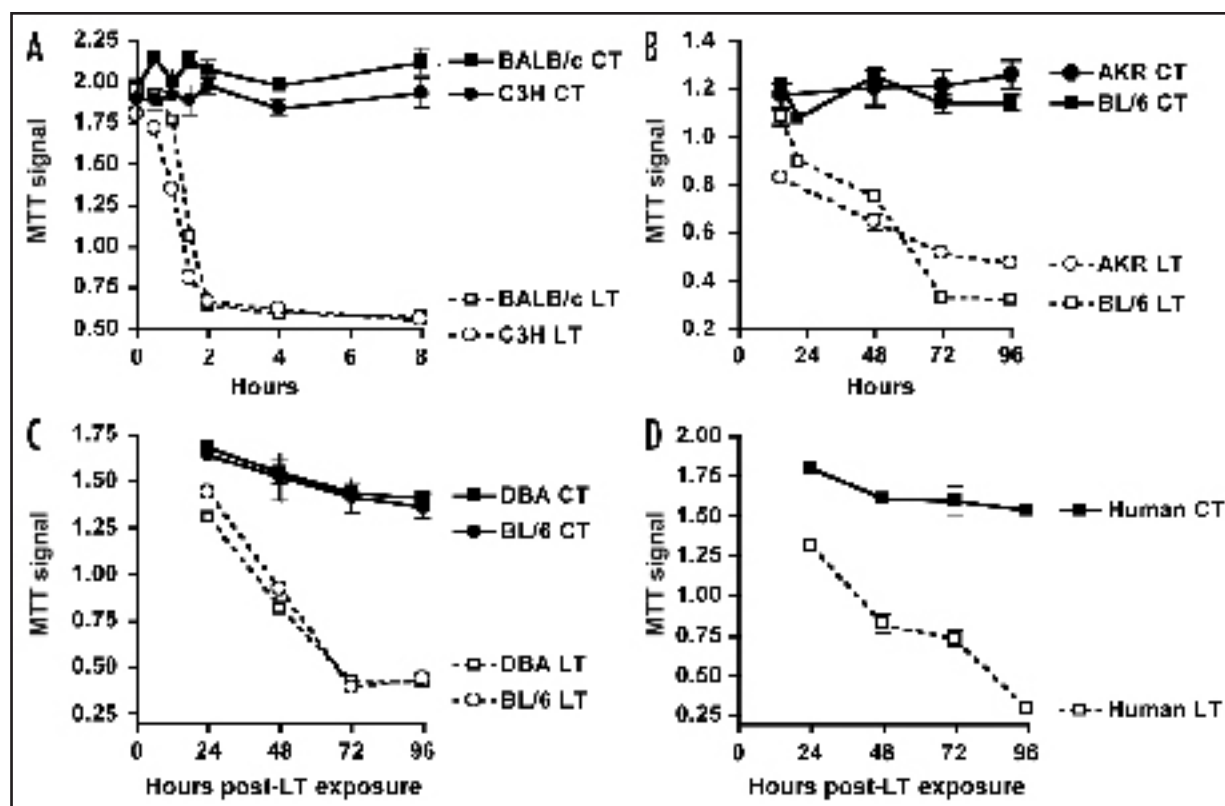 A
MTT signal
2.25
2.00
1.75
1.50
1.25
1.00
0.75
0.50
0 2 4 6 8
Hours
BALB/c CT
C3H CT
BALB/c LT
C3H LT
B
MTT signal
1.4
1.2
1.0
0.8
0.6
0.4
0.2
0 24 48 72 96
Hours
AKR CT
BL/6 CT
AKR LT
BL/6 LT
C
MTT signal
1.75
1.50
1.25
1.00
0.75
0.50
0.25
0 24 48 72 96
Hours post-LT exposure
DBA CT
BL/6 CT
DBA LT
BL/6 LT
D
MTT signal
2.00
1.75
1.50
1.25
1.00
0.75
0.50
0.25
0 24 48 72 96
Hours post-LT exposure
Human CT
Human LT